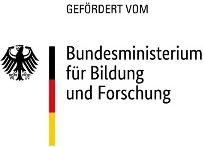 GEFÖRDERT VOM
Bundesministerium
für Bildung
und Forschung